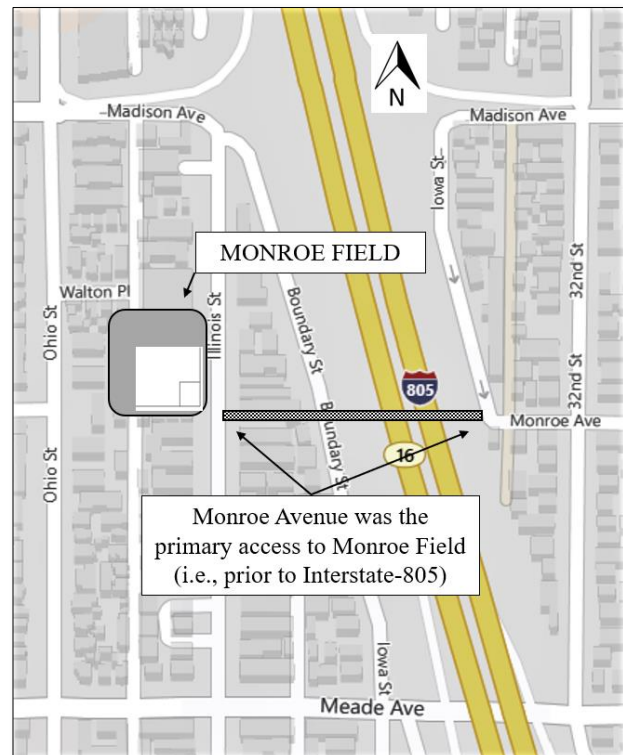 N
Madison Ave
Madison Ave
Iowa St
32nd St
MONROE FIELD
Walton Pl
Ohio St
Illinois St
Boundary St
805
32nd St
Boundary St
Monroe Ave
Ohio St
16
Monroe Avenue was the
primary access to Monroe Field
(i.e., prior to Interstate-805)
Iowa St
Meade Ave